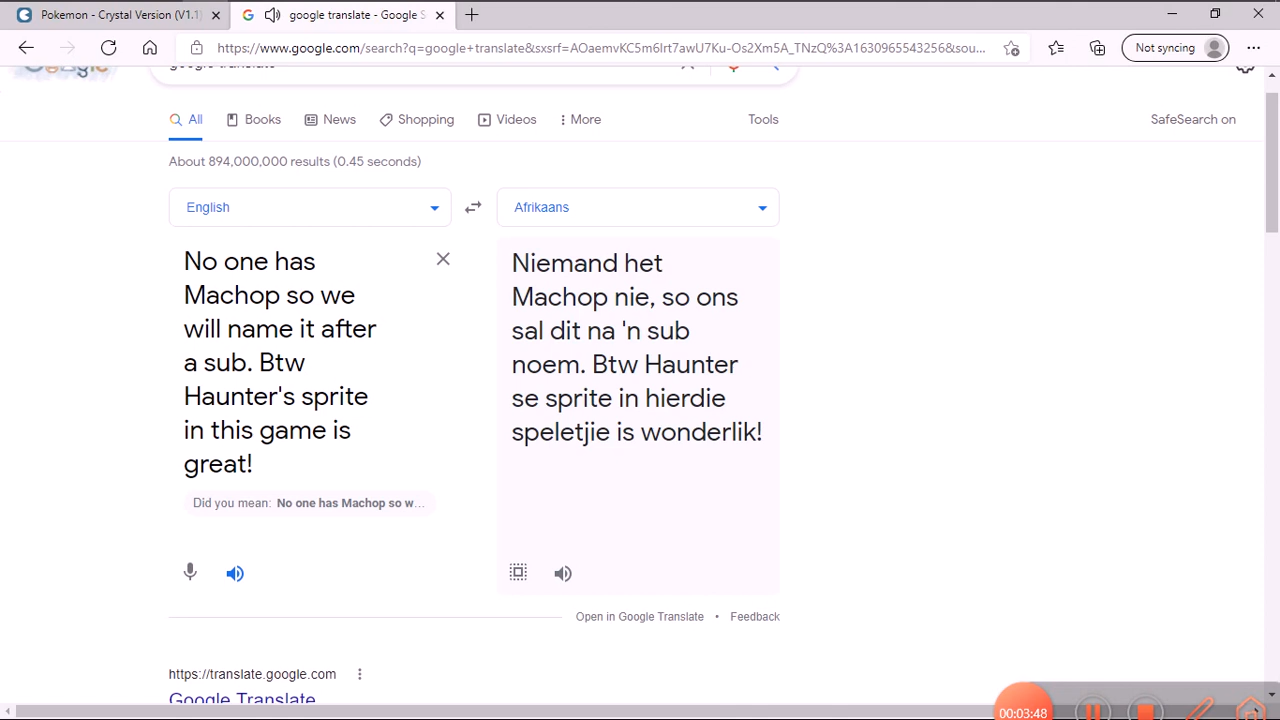 Pokemon - Crystal Version (V1.1)
google translate - Google S
https://www.google.com/search?q=google+translate&sxsrf=AOaemvKC5m6Irt7awU7Ku-Os2Xm5A_TNzQ%3A1630965543256&sou...
Not syncing
google translate
All
Books
News
Shopping
Videos
More
Tools
SafeSearch on
About 894,000,000 results (0.45 seconds)
English
Afrikaans
No one has
Machop so we
will name it after
a sub. Btw
Haunter's sprite
in this game is
great!
Did you mean: No one has Machop so w...
Niemand het
Machop nie, so ons
sal dit na 'n sub
noem. Btw Haunter
se sprite in hierdie
speletjie is wonderlik!
Open in Google Translate • Feedback
https://translate.google.com
Google Translate
00:03:48